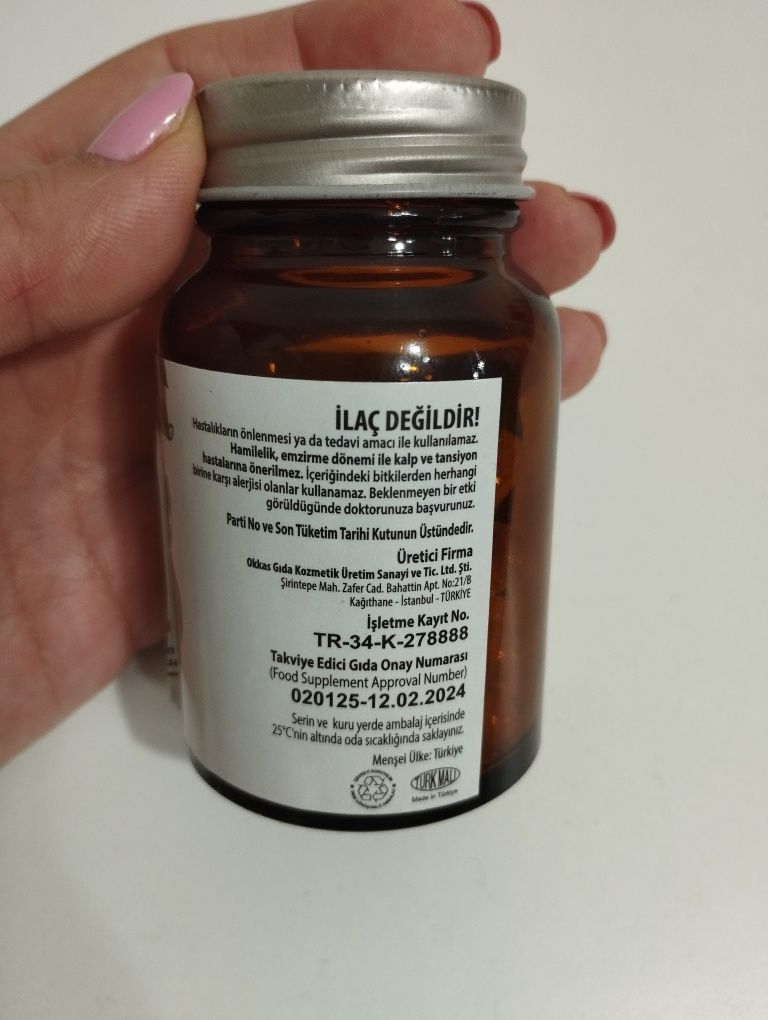 İLAÇ DEĞİLDİR!
Hastalıkların önlenmesi ya da tedavi amacı ile kullanılamaz.
Hamilelik, emzirme dönemi ile kalp ve tansiyon
hastalarına önerilmez. İçeriğindeki bitkilerden herhangi
birine karşı alerjisi olanlar kullanamaz. Beklenmeyen bir etki
görüldügünde doktorunuza başvurunuz.
Parti No ve Son Tüketim Tarihi Kutunun Üstündedir.
Üretici Firma
Okkas Gıda Kozmetik Üretim Sanayi ve Tic. Ltd. Şti.
Şirintepe Mah. Zafer Cad. Bahattin Apt. No:21/B
Kağıthane - İstanbul - TÜRKİYE
İşletme Kayıt No.
TR-34-K-278888
Takviye Edici Gıda Onay Numarası
(Food Supplement Approval Number)
020125-12.02.2024
Serin ve kuru yerde ambalaj içerisinde
25°C'nin altında oda sıcaklığında saklayınız.
Menşei Ülke: Türkiye
TÜRK MALI
Made in Türkiye